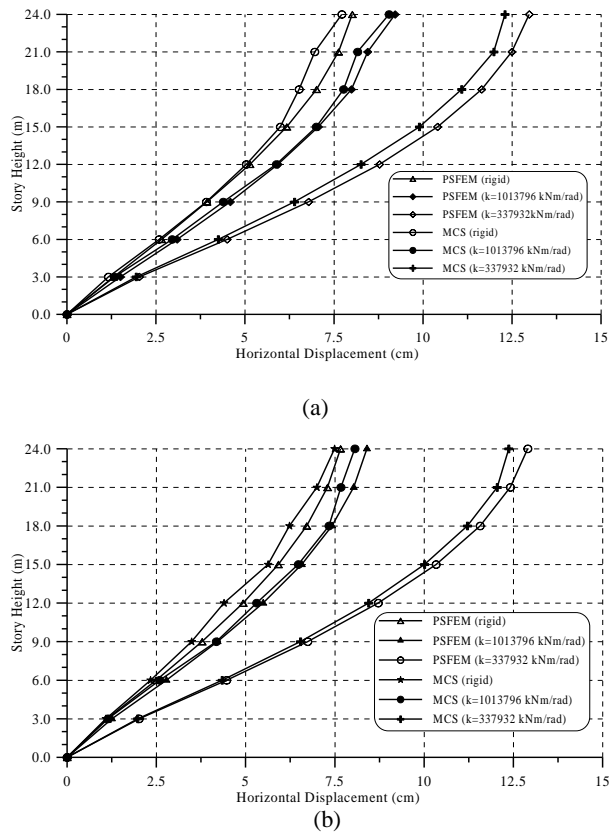 24.0
21.0
18.0
15.0
12.0
9.0
6.0
3.0
0.0
Story Height (m)
PSFEM (rigid)
PSFEM (k=1013796 kNm/rad)
PSFEM (k=337932kNm/rad)
MCS (rigid)
MCS (k=1013796 kNm/rad)
MCS (k=337932 kNm/rad)
0 2.5 5 7.5 10 12.5 15
Horizontal Displacement (cm)
(a)
24.0
21.0
18.0
15.0
12.0
9.0
6.0
3.0
0.0
Story Height (m)
PSFEM (rigid)
PSFEM (k=1013796 kNm/rad)
PSFEM (k=337932 kNm/rad)
MCS (rigid)
MCS (k=1013796 kNm/rad)
MCS (k=337932 kNm/rad)
0 2.5 5 7.5 10 12.5 15
Horizontal Displacement (cm)
(b)